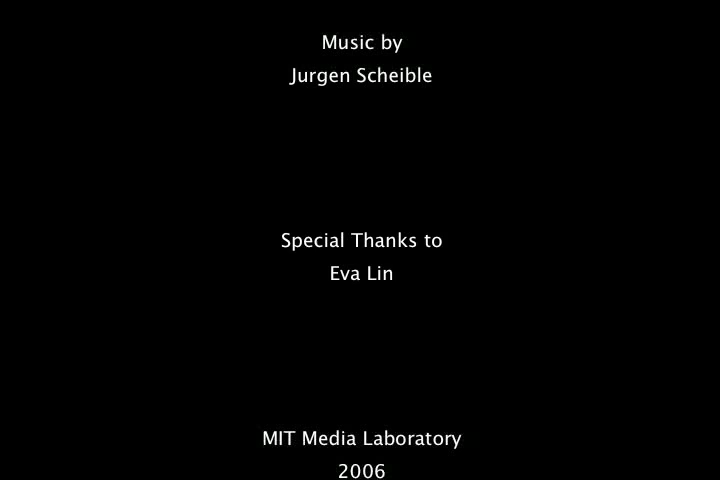 Music by
Jurgen Scheible
Special Thanks to
Eva Lin
MIT Media Laboratory
2006